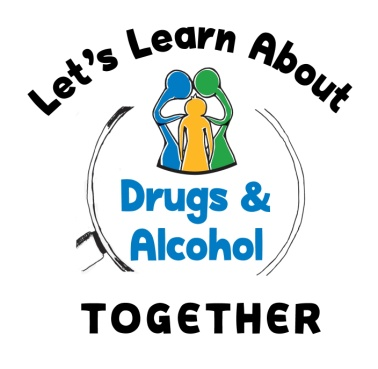 Let's Learn About
Drugs &
Alcohol
TOGETHER